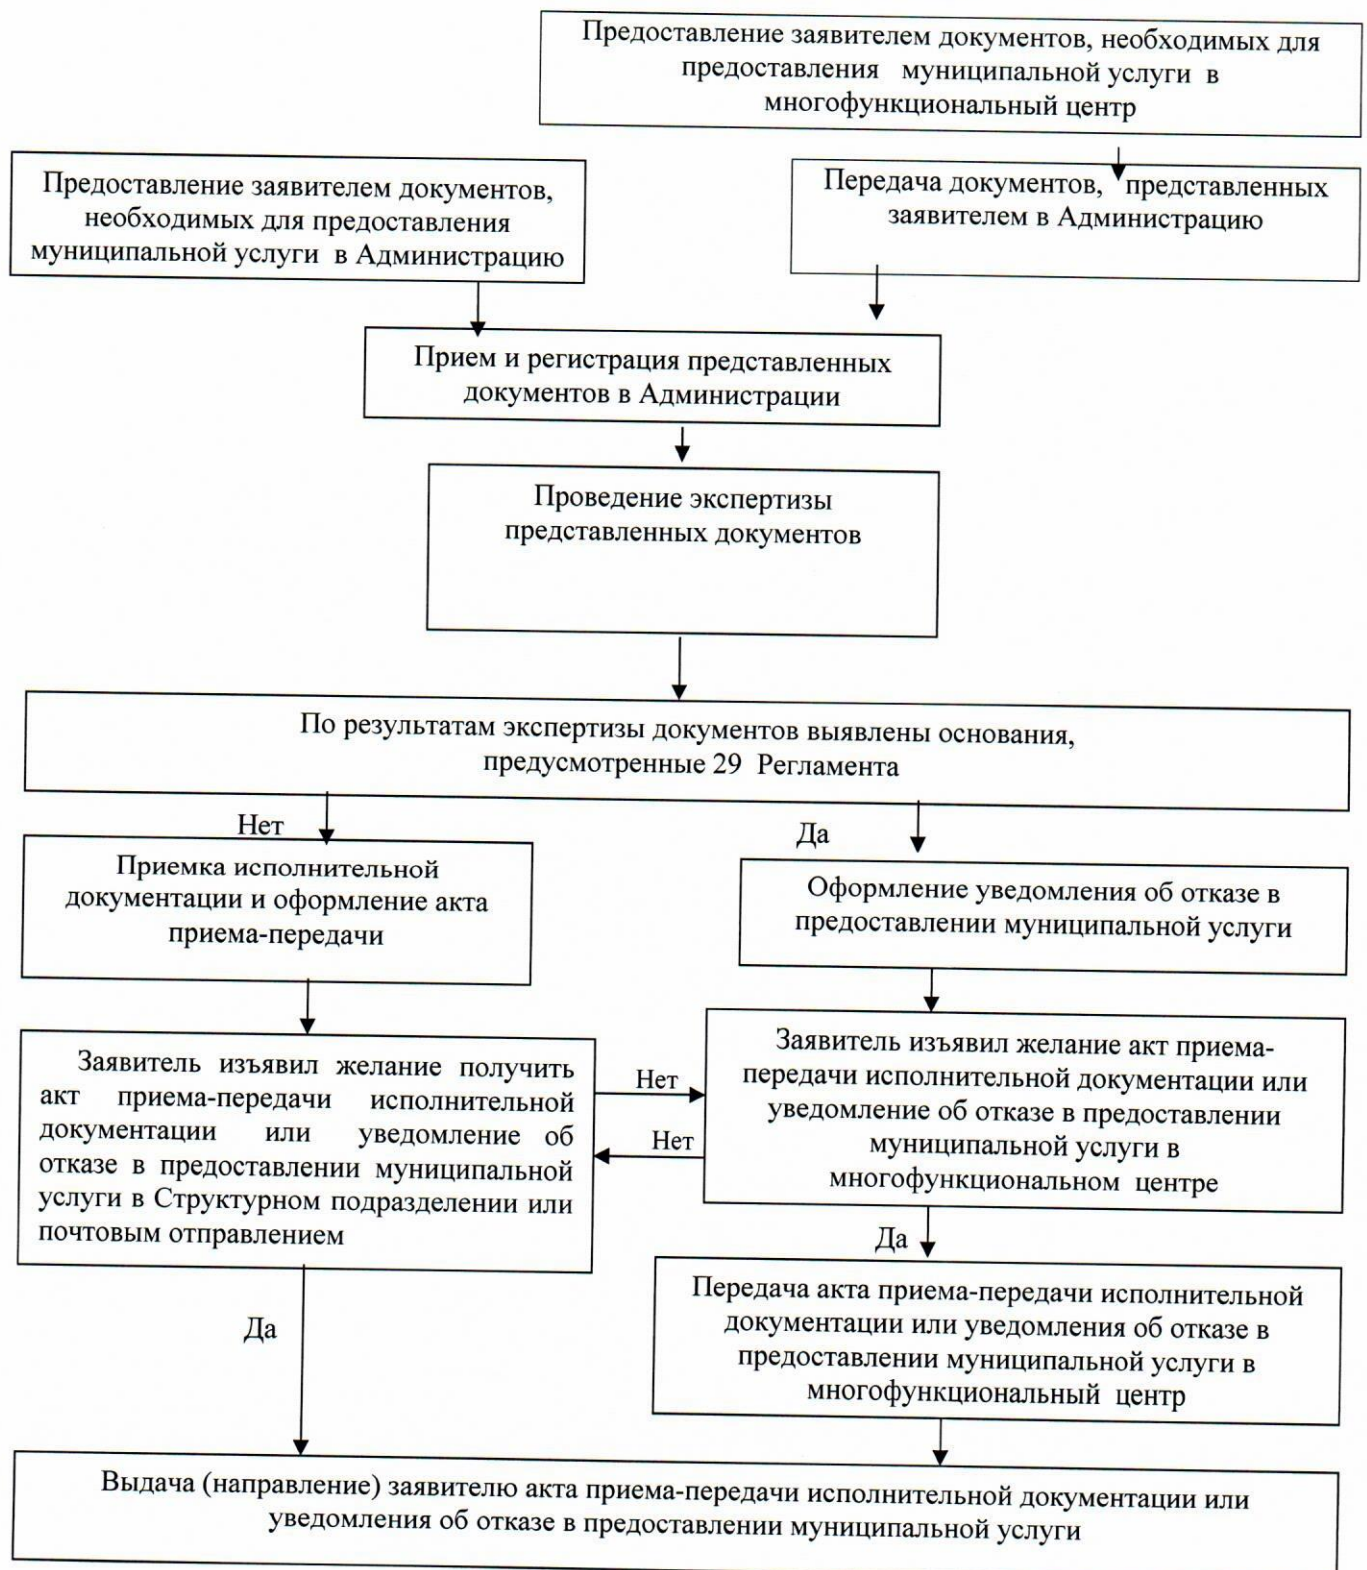 Предоставление заявителем документов, необходимых для
предоставления муниципальной услуги в
многофункциональный центр
Предоставление заявителем документов,
необходимых для предоставления
муниципальной услуги в Администрацию
Передача документов, представленных
заявителем в Администрацию
Прием и регистрация представленных
документов в Администрации
Проведение экспертизы
представленных документов
По результатам экспертизы документов выявлены основания,
предусмотренные 29 Регламента
Нет
Да
Приемка исполнительной
документации и оформление акта
приема-передачи
Оформление уведомления об отказе в
предоставлении муниципальной услуги
Заявитель изъявил желание получить
акт приема-передачи исполнительной
документации или уведомление об
отказе в предоставлении муниципальной
услуги в Структурном подразделении или
почтовым отправлением
Нет
Нет
Заявитель изъявил желание акт приема-
передачи исполнительной документации или
уведомление об отказе в предоставлении
муниципальной услуги в
многофункциональном центре
Да
Да
Передача акта приема-передачи исполнительной
документации или уведомления об отказе в
предоставлении муниципальной услуги в
многофункциональный центр
Выдача (направление) заявителю акта приема-передачи исполнительной документации или
уведомления об отказе в предоставлении муниципальной услуги